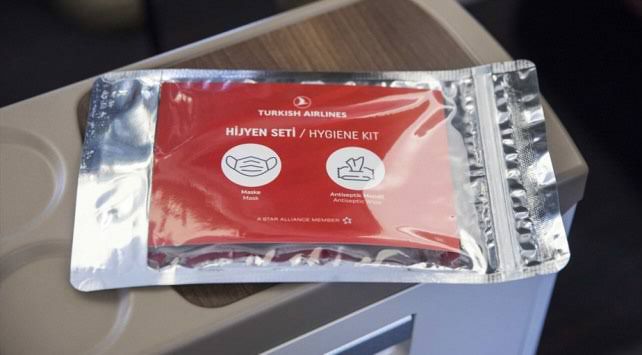 TURKISH AIRLINES
HİJYEN SETİ / HYGIENE KIT
Maske
Mask
Antiseptik Mendil
Antiseptic Wipe
A STAR ALLIANCE MEMBER